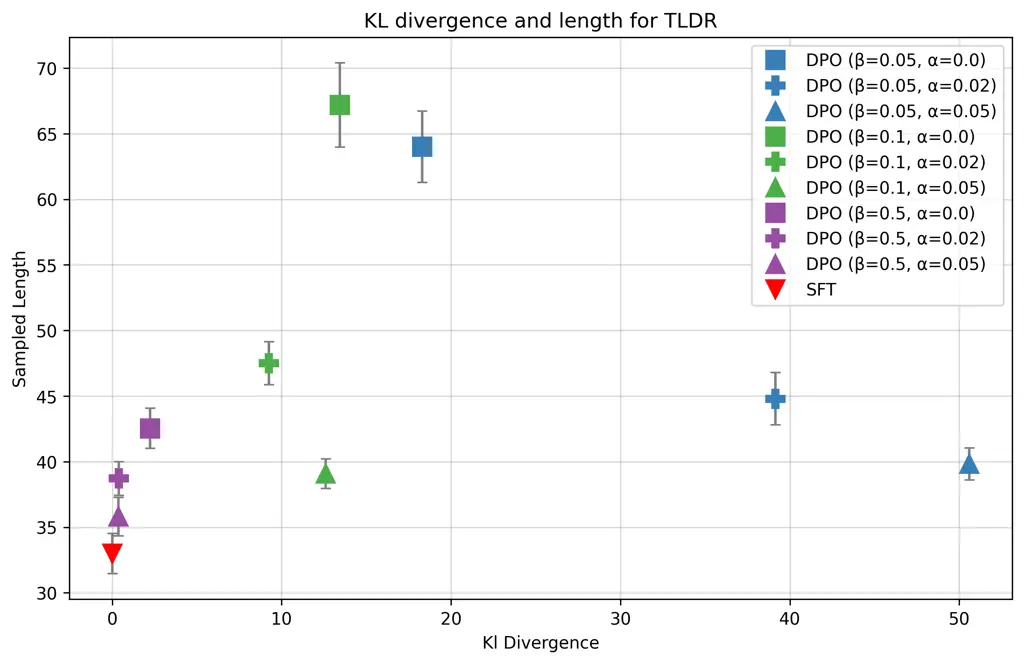 KL divergence and length for TLDR
DPO (β=0.05, α=0.0)
DPO (β=0.05, α=0.02)
DPO (β=0.05, α=0.05)
DPO (β=0.1, α=0.0)
DPO (β=0.1, α=0.02)
DPO (β=0.1, α=0.05)
DPO (β=0.5, α=0.0)
DPO (β=0.5, α=0.02)
DPO (β=0.5, α=0.05)
SFT
Sampled Length
70
65
60
55
50
45
40
35
30
0 10 20 30 40 50
Kl Divergence